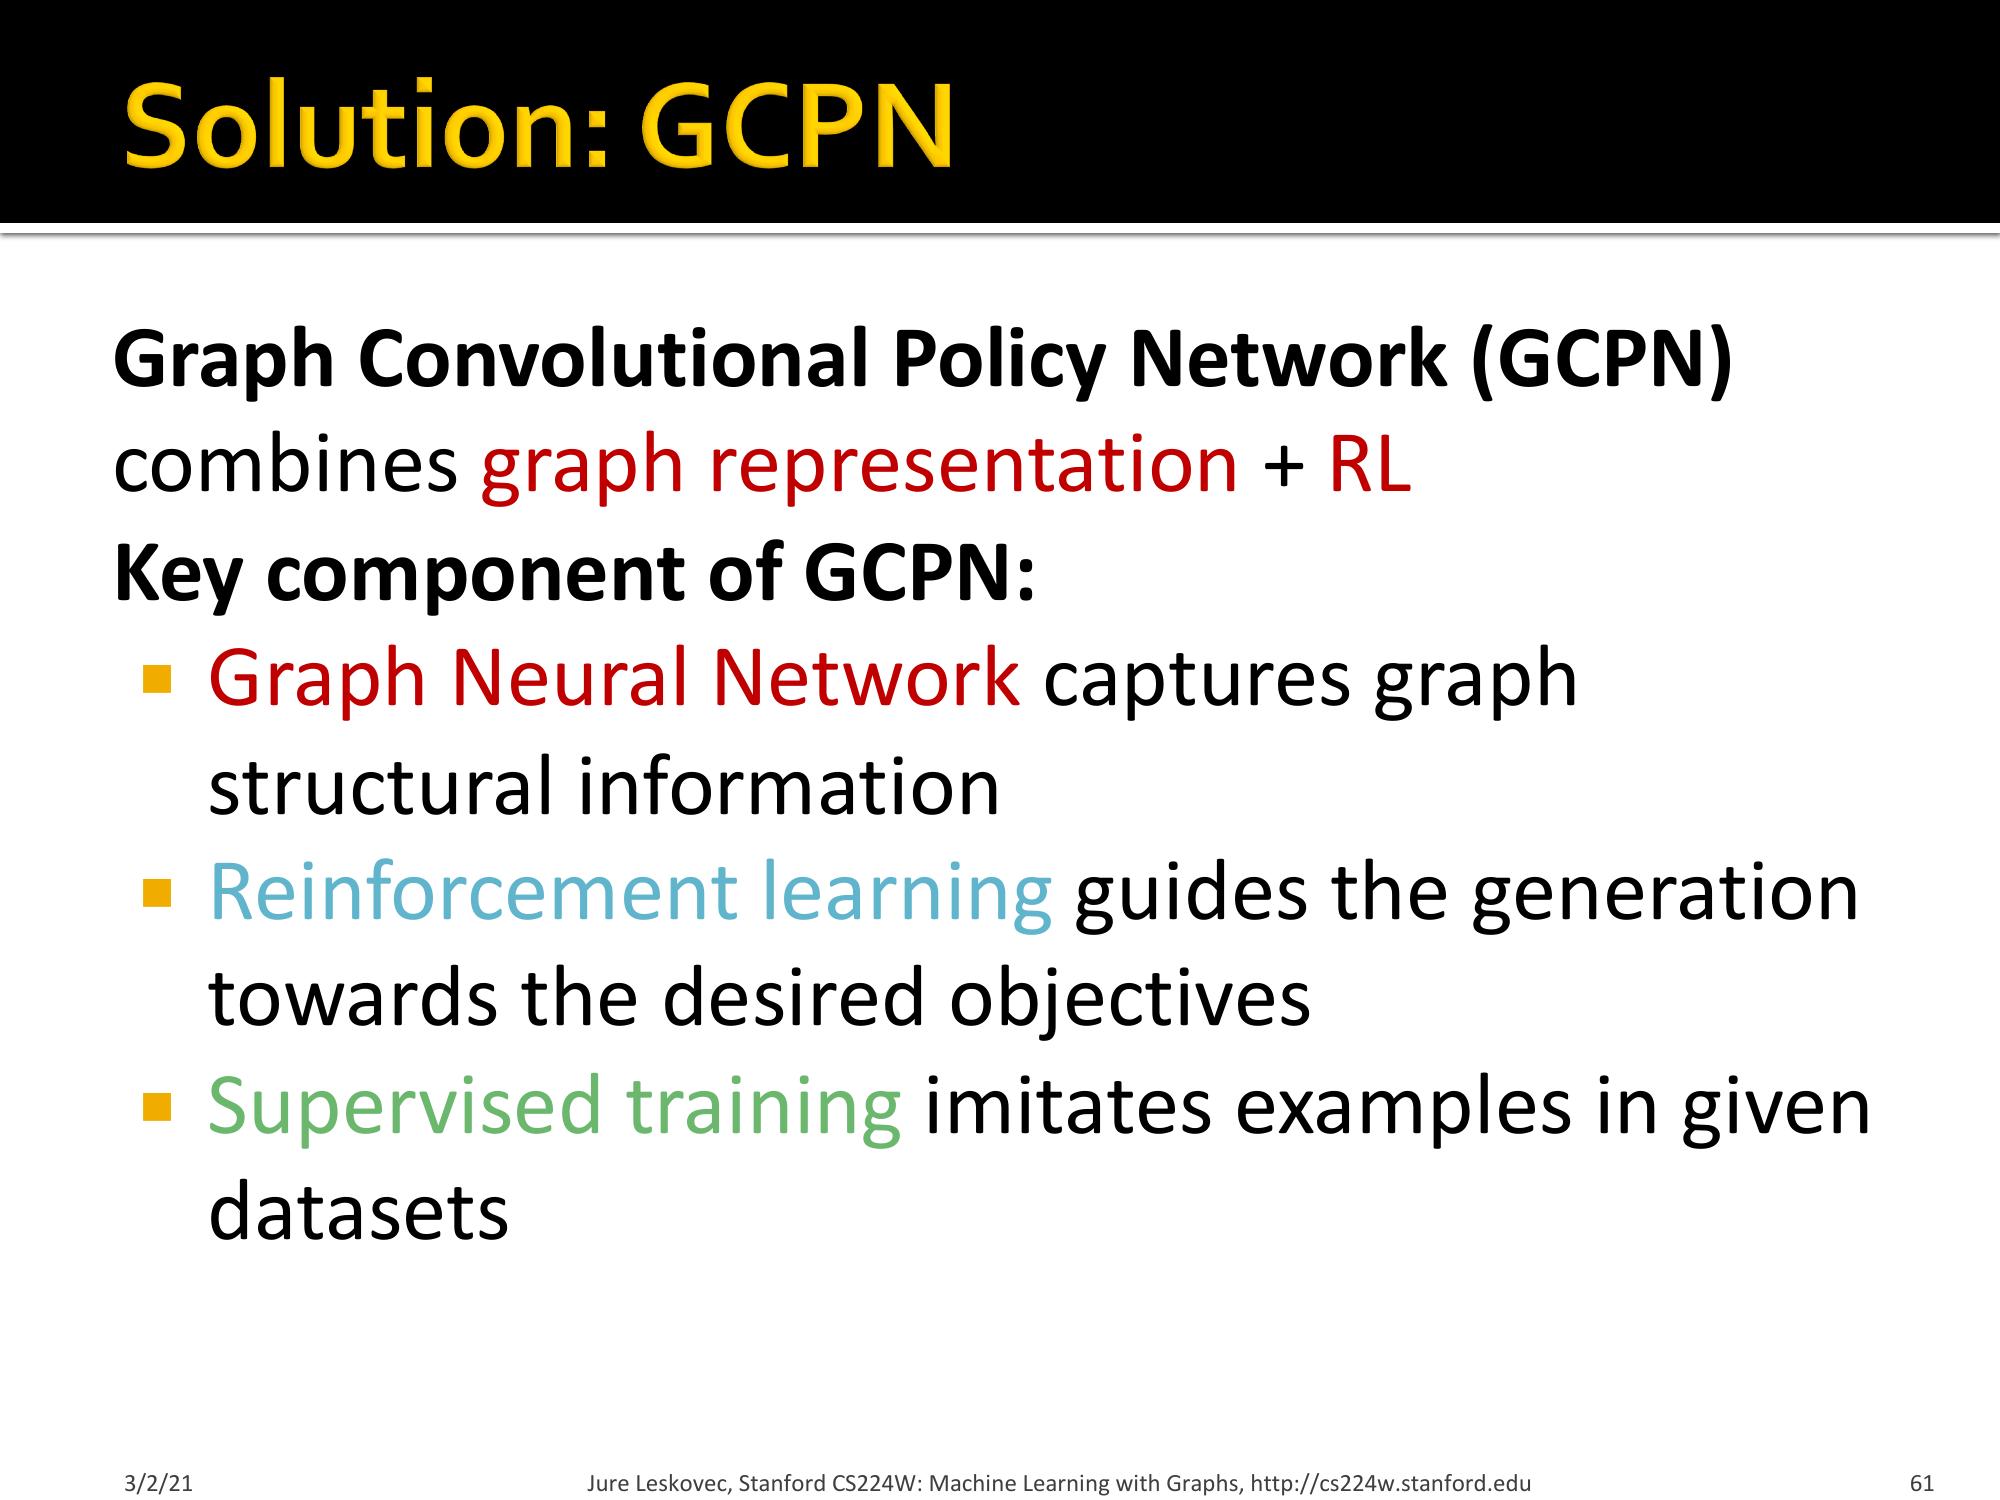 Solution: GCPN
Graph Convolutional Policy Network (GCPN)
combines graph representation + RL
Key component of GCPN:
Graph Neural Network captures graph
structural information
Reinforcement learning guides the generation
towards the desired objectives
Supervised training imitates examples in given
datasets
3/2/21
Jure Leskovec, Stanford CS224W: Machine Learning with Graphs, http://cs224w.stanford.edu
61